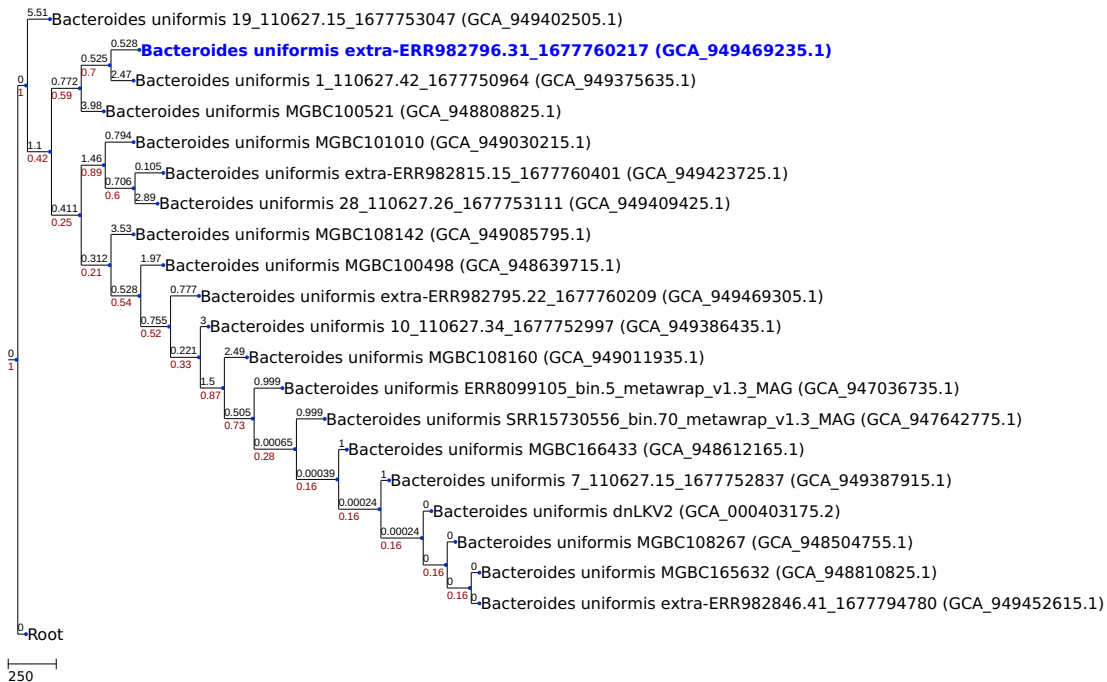 5.51 Bacteroides uniformis 19_110627.15_1677753047 (GCA_949402505.1)
0.528 Bacteroides uniformis extra-ERR982796.31_1677760217 (GCA_949469235.1)
0.525
0.7
2.47 Bacteroides uniformis 1_110627.42_1677750964 (GCA_949375635.1)
0
1
0.772
0.59
3.98 Bacteroides uniformis MGBC100521 (GCA_948808825.1)
0.794 Bacteroides uniformis MGBC101010 (GCA_949030215.1)
1.1
0.42
1.46
0.89
0.105 Bacteroides uniformis extra-ERR982815.15_1677760401 (GCA_949423725.1)
0.706
0.6
2.89 Bacteroides uniformis 28_110627.26_1677753111 (GCA_949409425.1)
0.411
0.25
3.53 Bacteroides uniformis MGBC108142 (GCA_949085795.1)
0.312
0.21
1.97 Bacteroides uniformis MGBC100498 (GCA_948639715.1)
0.528
0.54
0.777 Bacteroides uniformis extra-ERR982795.22_1677760209 (GCA_949469305.1)
0.755
0.52
3 Bacteroides uniformis 10_110627.34_1677752997 (GCA_949386435.1)
0
1
0.221
0.33
2.49 Bacteroides uniformis MGBC108160 (GCA_949011935.1)
1.5
0.87
0.999 Bacteroides uniformis ERR8099105_bin.5_metawrap_v1.3_MAG (GCA_947036735.1)
0.505
0.73
0.999 Bacteroides uniformis SRR15730556_bin.70_metawrap_v1.3_MAG (GCA_947642775.1)
0.00065
0.28
1 Bacteroides uniformis MGBC166433 (GCA_948612165.1)
0.00039
0.16
1 Bacteroides uniformis 7_110627.15_1677752837 (GCA_949387915.1)
0.00024
0.16
0 Bacteroides uniformis dnLKV2 (GCA_000403175.2)
0.00024
0.16
0 Bacteroides uniformis MGBC108267 (GCA_948504755.1)
0
0.16
0 Bacteroides uniformis MGBC165632 (GCA_948810825.1)
0
0.16
0 Bacteroides uniformis extra-ERR982846.41_1677794780 (GCA_949452615.1)
0 Root
250